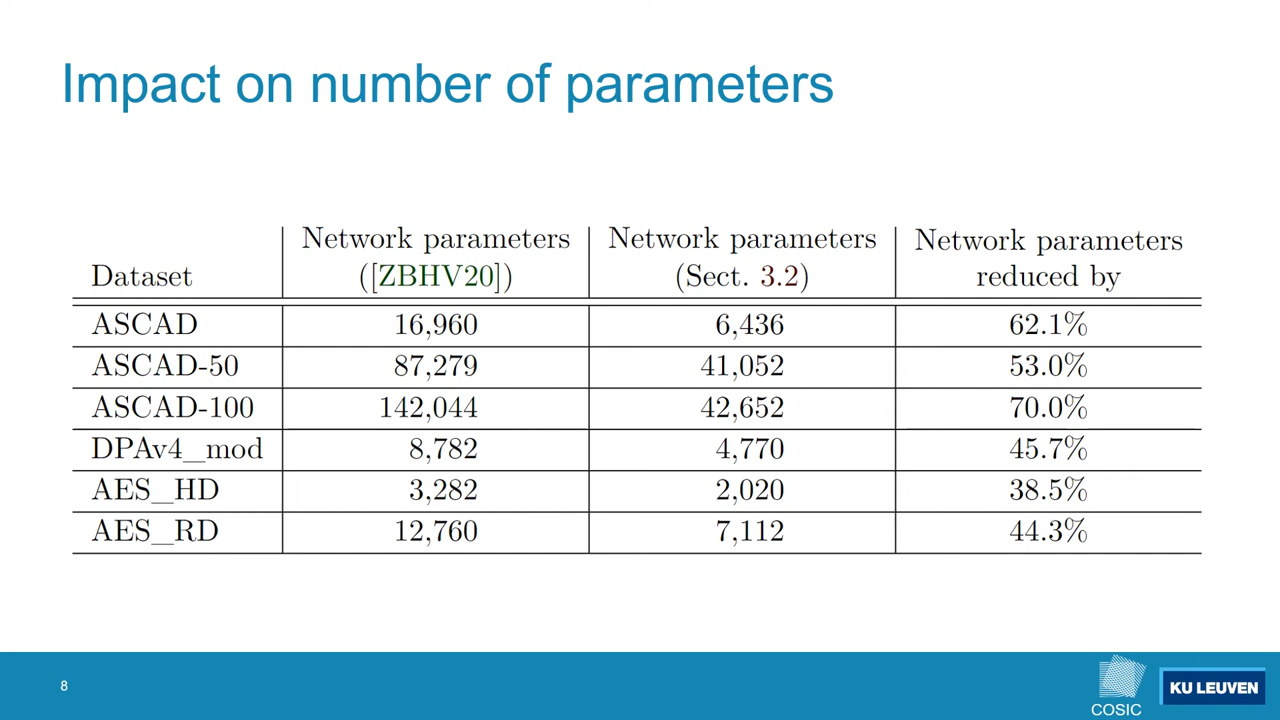 Impact on number of parameters
Dataset | Network parameters ([ZBHV20]) | Network parameters (Sect. 3.2) | Network parameters reduced by
ASCAD | 16,960 | 6,436 | 62.1%
ASCAD-50 | 87,279 | 41,052 | 53.0%
ASCAD-100 | 142,044 | 42,652 | 70.0%
DPAv4_mod | 8,782 | 4,770 | 45.7%
AES_HD | 3,282 | 2,020 | 38.5%
AES_RD | 12,760 | 7,112 | 44.3%
8
COSIC
KU LEUVEN